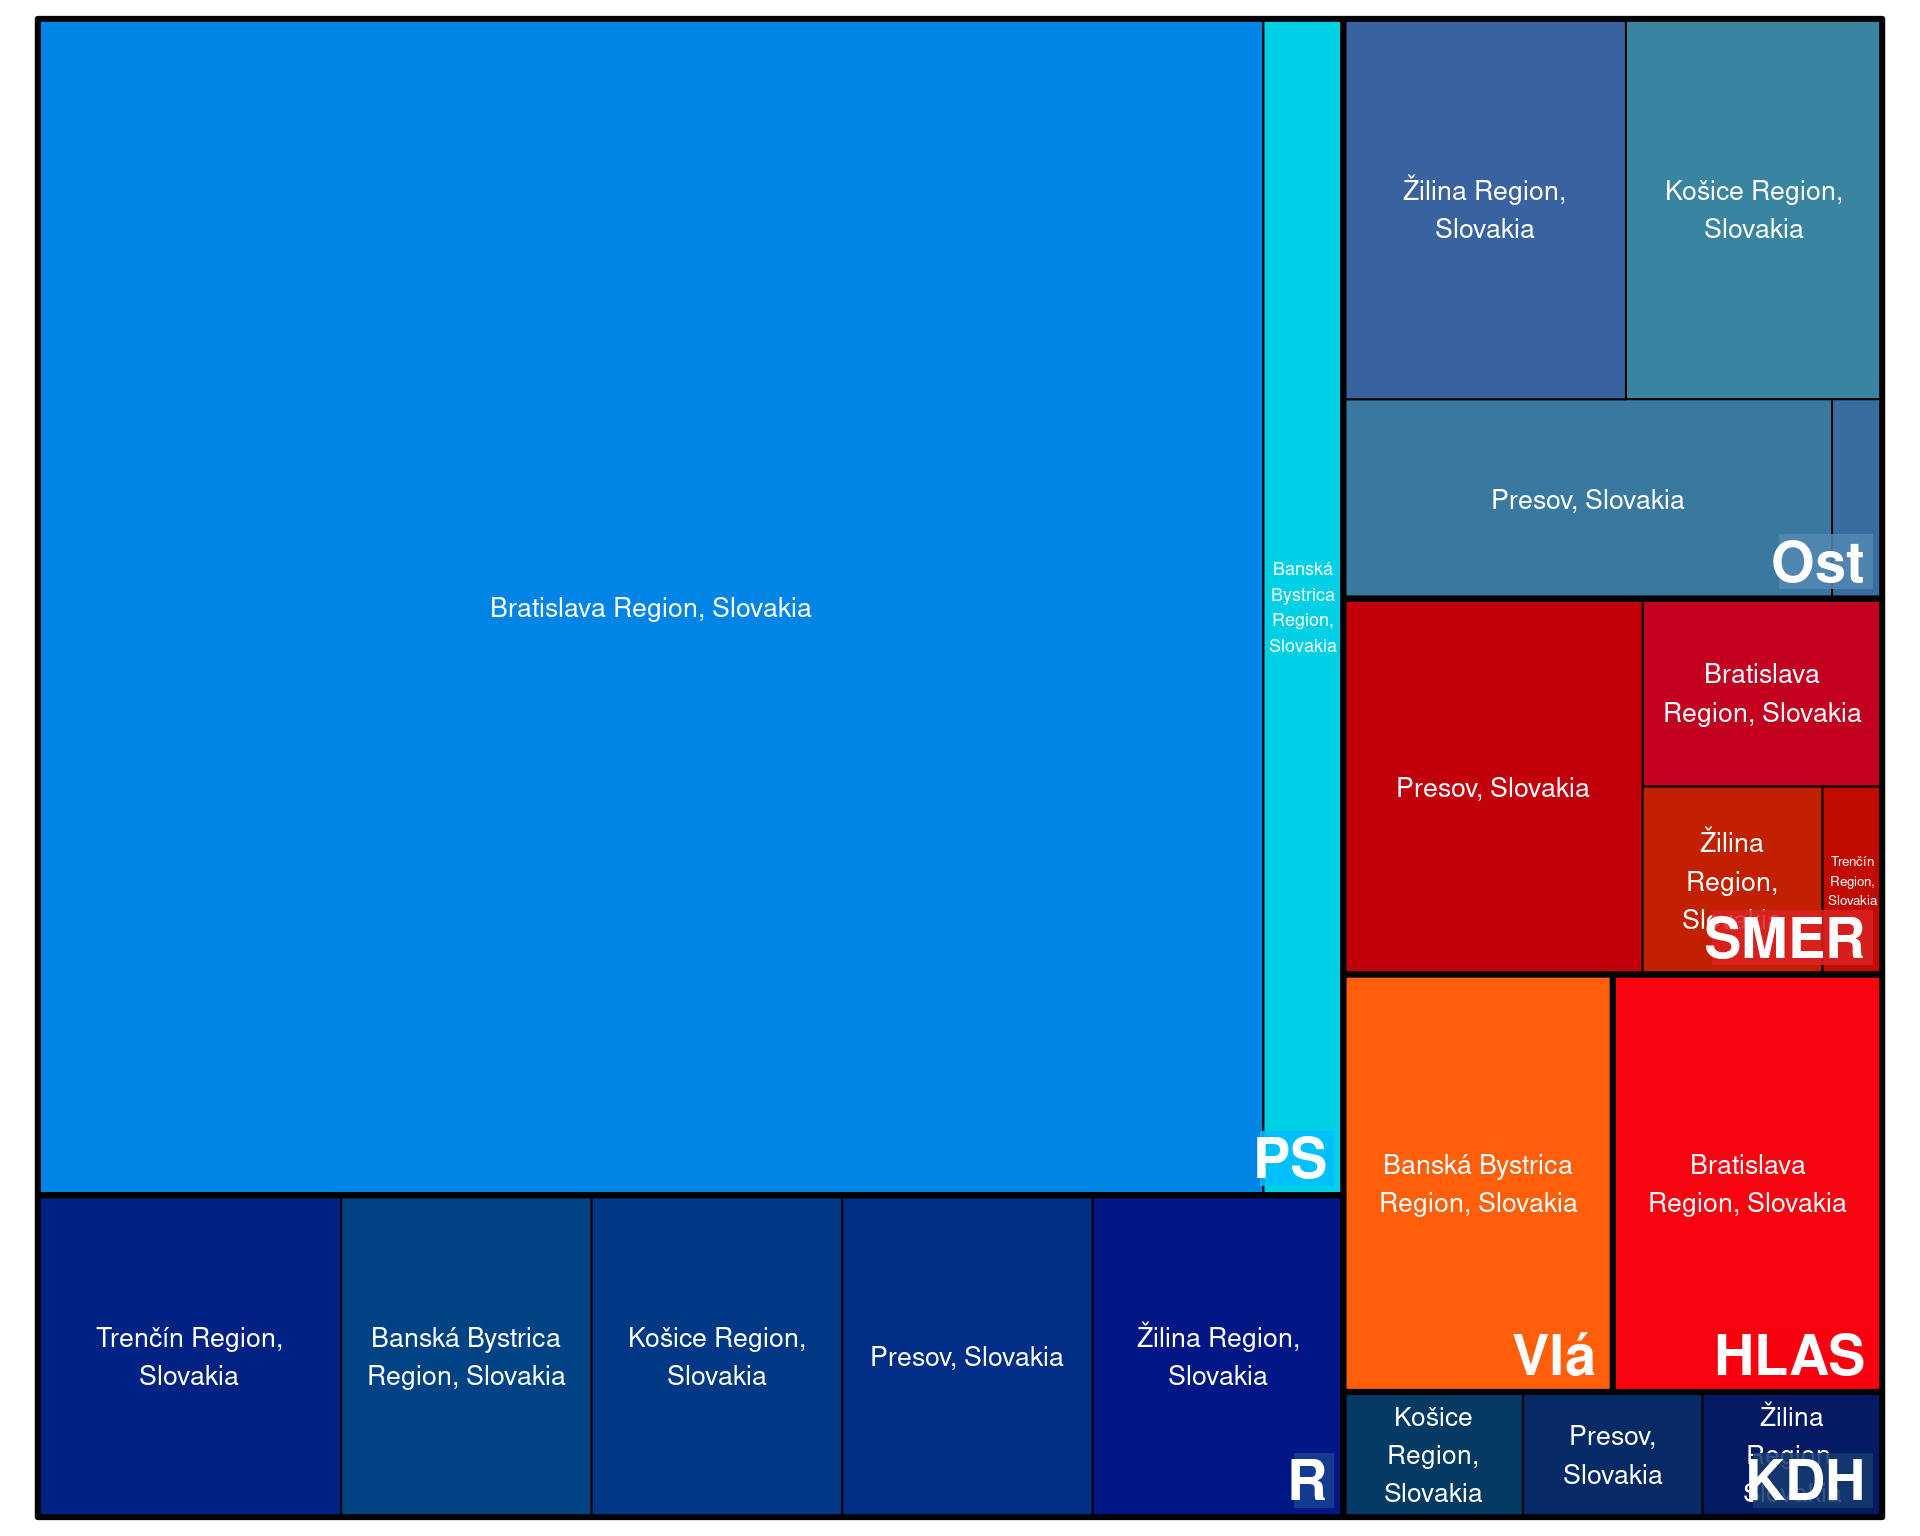 Bratislava Region, Slovakia
Banská
Bystrica
Region,
Slovakia
PS
Trenčín Region,
Slovakia
Banská Bystrica
Region, Slovakia
Košice Region,
Slovakia
Presov, Slovakia
Žilina Region,
Slovakia
R
Žilina Region,
Slovakia
Košice Region,
Slovakia
Presov, Slovakia
Ost
Presov, Slovakia
Bratislava
Region, Slovakia
Žilina
Region,
Slovakia
Trenčín
Region,
Slovakia
SMER
Banská Bystrica
Region, Slovakia
Vlá
Bratislava
Region, Slovakia
HLAS
Košice
Region,
Slovakia
Presov,
Slovakia
Žilina
Region,
Slovakia
KDH